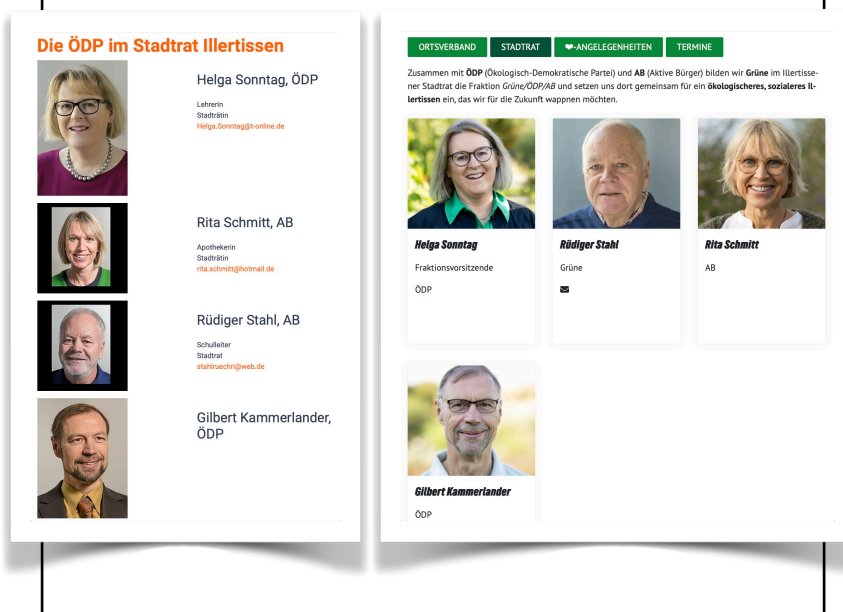 Die ÖDP im Stadtrat Illertissen
Helga Sonntag, ÖDP
Lehrerin
Stadträtin
Helga.Sonntag@t-online.de
Rita Schmitt, AB
Apothekerin
Stadträtin
rita.schmitt@hotmail.de
Rüdiger Stahl, AB
Schulleiter
Stadtrat
stahlruechri@web.de
Gilbert Kammerlander,
ÖDP
ORTSVERBAND STADTRAT ❤-ANGELEGENHEITEN TERMINE
Zusammen mit ÖDP (Ökologisch-Demokratische Partei) und AB (Aktive Bürger) bilden wir Grüne im Illertisse-
ner Stadtrat die Fraktion Grüne/ÖDP/AB und setzen uns dort gemeinsam für ein ökologischeres, sozialeres Il-
lertissen ein, das wir für die Zukunft wappnen möchten.
Helga Sonntag
Fraktionsvorsitzende
ÖDP
Rüdiger Stahl
Grüne
Rita Schmitt
AB
Gilbert Kammerlander
ÖDP